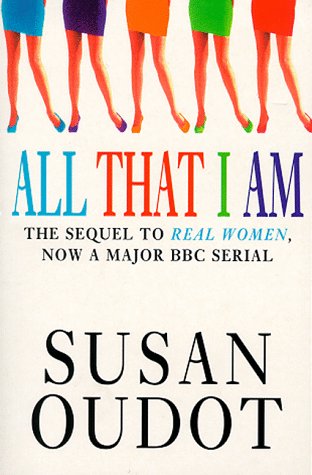 ALL THAT I AM
THE SEQUEL TO REAL WOMEN,
NOW A MAJOR BBC SERIAL
SUSAN
OUDOT